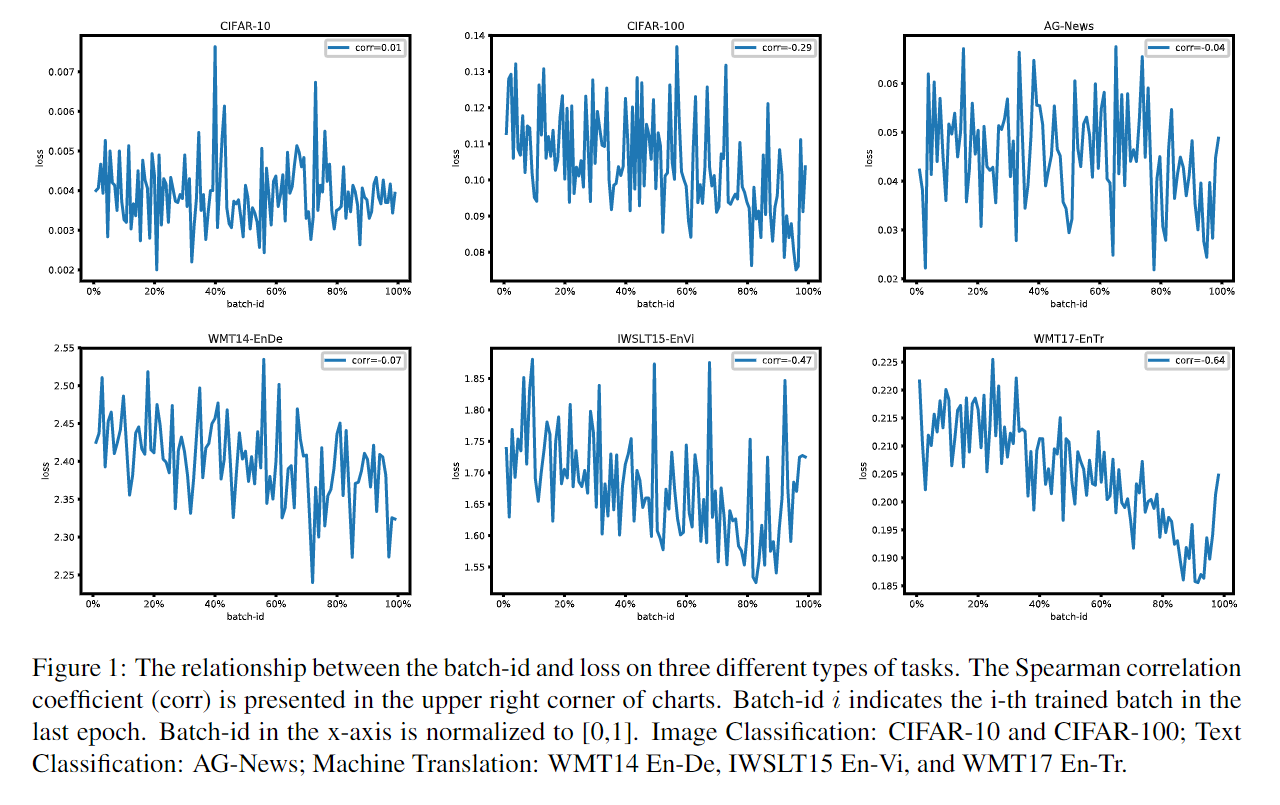 CIFAR-10
corr=0.01
0.007
0.006
0.005
0.004
0.003
0.002
loss
0% 20% 40% 60% 80% 100%
batch-id
CIFAR-100
corr=-0.29
0.14
0.13
0.12
0.11
0.10
0.09
0.08
loss
0% 20% 40% 60% 80% 100%
batch-id
AG-News
corr=-0.04
0.06
0.05
0.04
0.03
0.02
loss
0% 20% 40% 60% 80% 100%
batch-id
WMT14-EnDe
corr=-0.07
2.55
2.50
2.45
2.40
2.35
2.30
2.25
loss
0% 20% 40% 60% 80% 100%
batch-id
IWSLT15-EnVi
corr=-0.47
1.85
1.80
1.75
1.70
1.65
1.60
1.55
loss
0% 20% 40% 60% 80% 100%
batch-id
WMT17-EnTr
corr=-0.64
0.225
0.220
0.215
0.210
0.205
0.200
0.195
0.190
0.185
loss
0% 20% 40% 60% 80% 100%
batch-id
Figure 1: The relationship between the batch-id and loss on three different types of tasks. The Spearman correlation
coefficient (corr) is presented in the upper right corner of charts. Batch-id i indicates the i-th trained batch in the
last epoch. Batch-id in the x-axis is normalized to [0,1]. Image Classification: CIFAR-10 and CIFAR-100; Text
Classification: AG-News; Machine Translation: WMT14 En-De, IWSLT15 En-Vi, and WMT17 En-Tr.